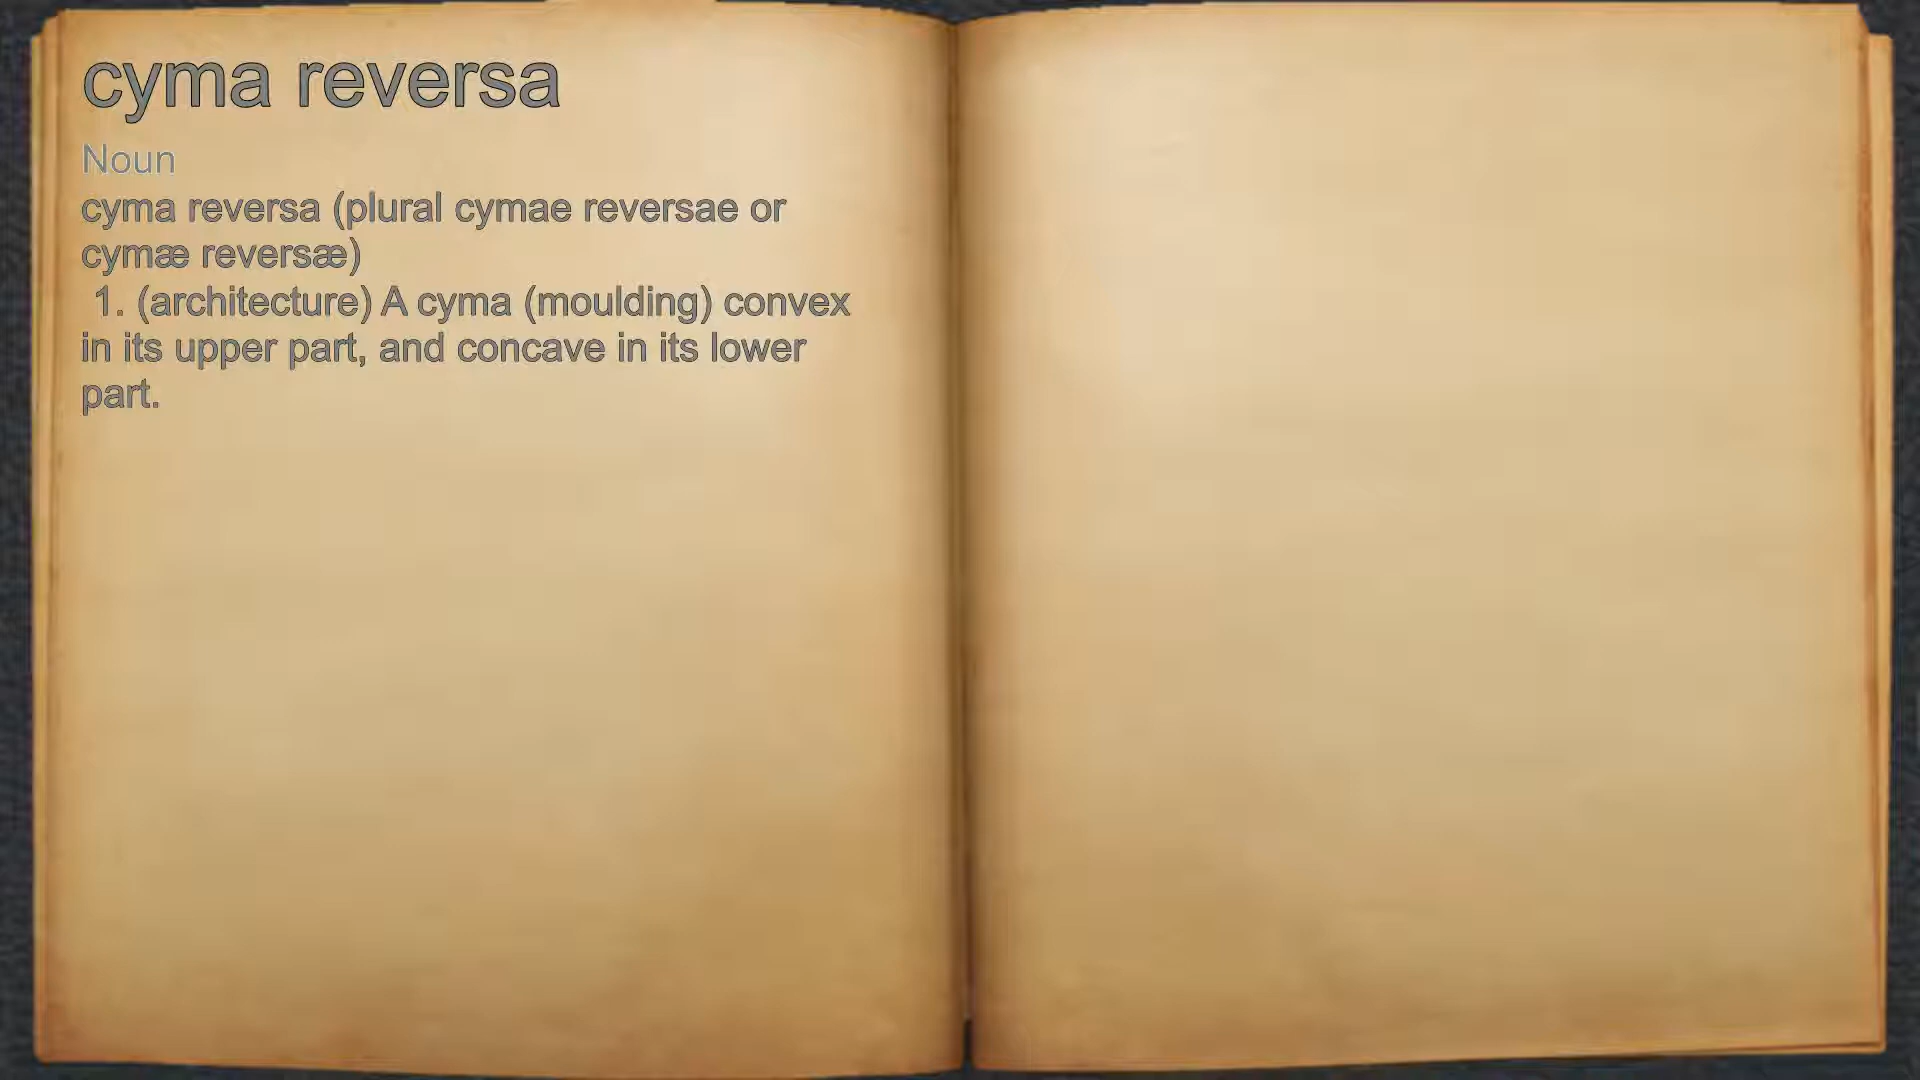 cyma reversa
Noun
cyma reversa (plural cymae reversae or
cymæ reversæ)
1. (architecture) A cyma (moulding) convex
in its upper part, and concave in its lower
part.